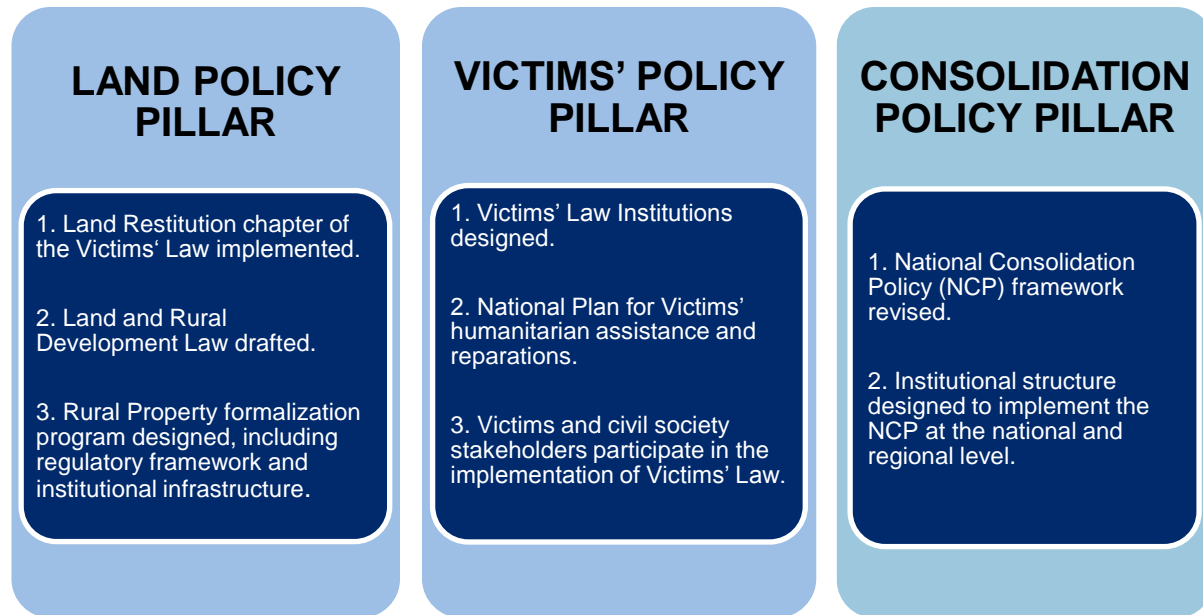 LAND POLICY
PILLAR
1. Land Restitution chapter of
the Victims‘ Law implemented.
2. Land and Rural
Development Law drafted.
3. Rural Property formalization
program designed, including
regulatory framework and
institutional infrastructure.
VICTIMS’ POLICY
PILLAR
1. Victims’ Law Institutions
designed.
2. National Plan for Victims’
humanitarian assistance and
reparations.
3. Victims and civil society
stakeholders participate in the
implementation of Victims’ Law.
CONSOLIDATION
POLICY PILLAR
1. National Consolidation
Policy (NCP) framework
revised.
2. Institutional structure
designed to implement the
NCP at the national and
regional level.